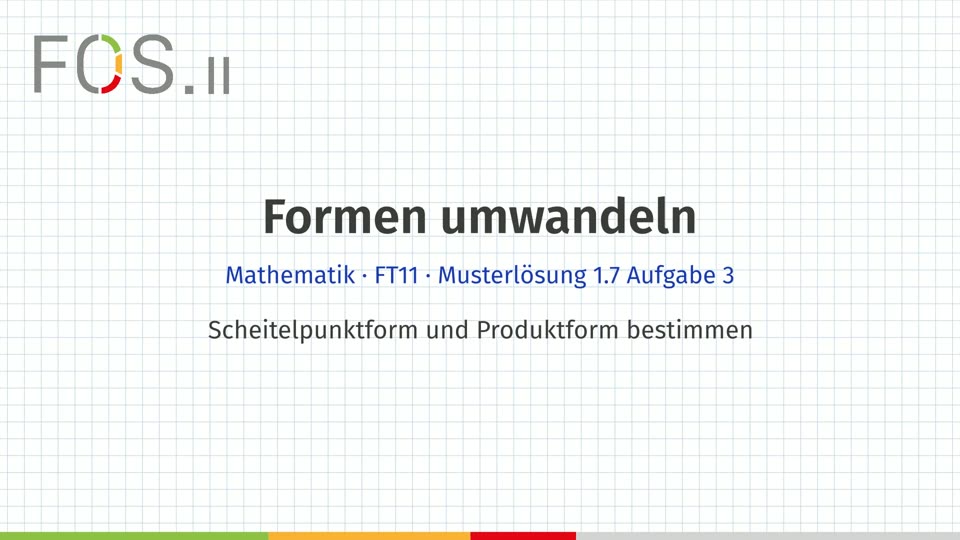 FOS.II
Formen umwandeln
Mathematik · FT11 · Musterlösung 1.7 Aufgabe 3
Scheitelpunktform und Produktform bestimmen